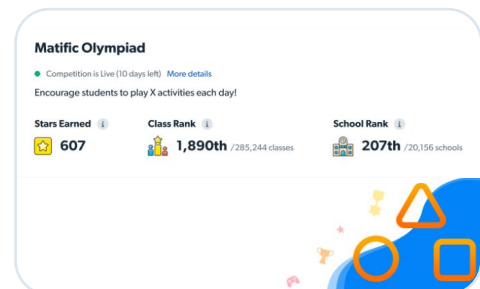 Matific Olympiad
Competition is Live (10 days left) More details
Encourage students to play X activities each day!
Stars Earned i Class Rank i School Rank i
607 1,890th /285,244 classes 207th /20,156 schools